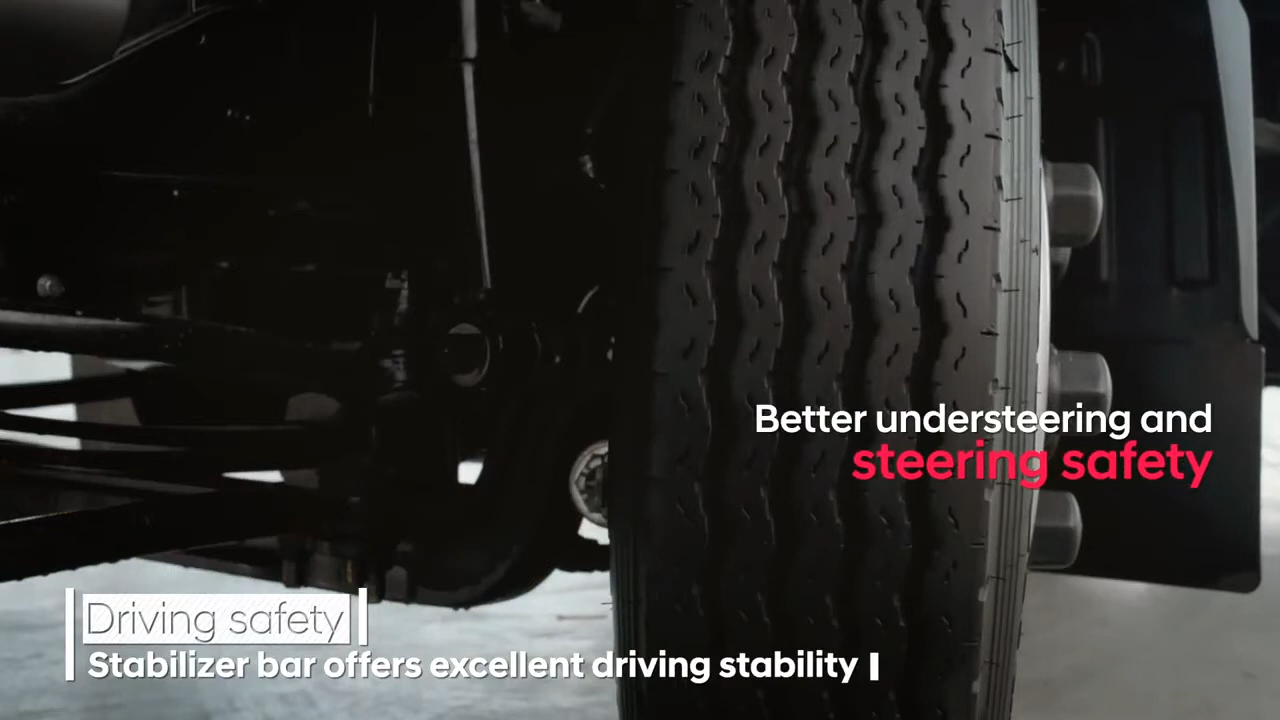 Better understeering and
steering safety
Driving safety
Stabilizer bar offers excellent driving stability